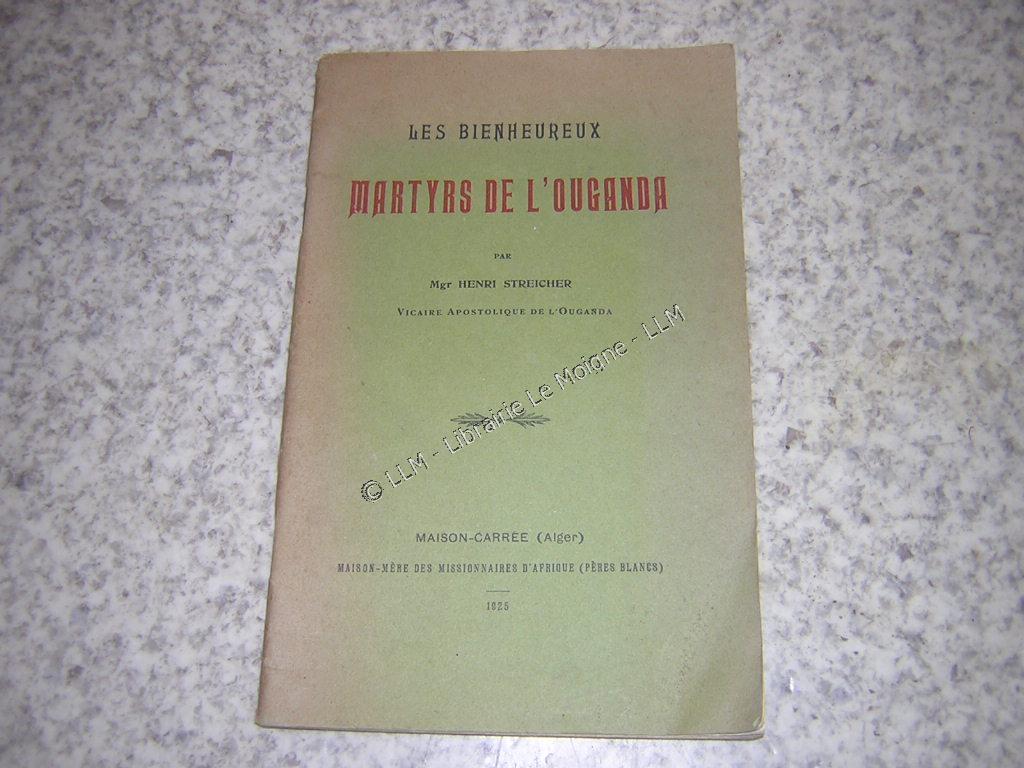 LES BIENHEUREUX
MARTYRS DE L'OUGANDA
PAR
Mgr HENRI STREICHER
VICAIRE APOSTOLIQUE DE L'OUGANDA
© LLM - Librairie Le Moigne - LLM
MAISON-CARRÉE (Alger)
MAISON-MÈRE DES MISSIONNAIRES D'AFRIQUE (PÈRES BLANCS)
1925